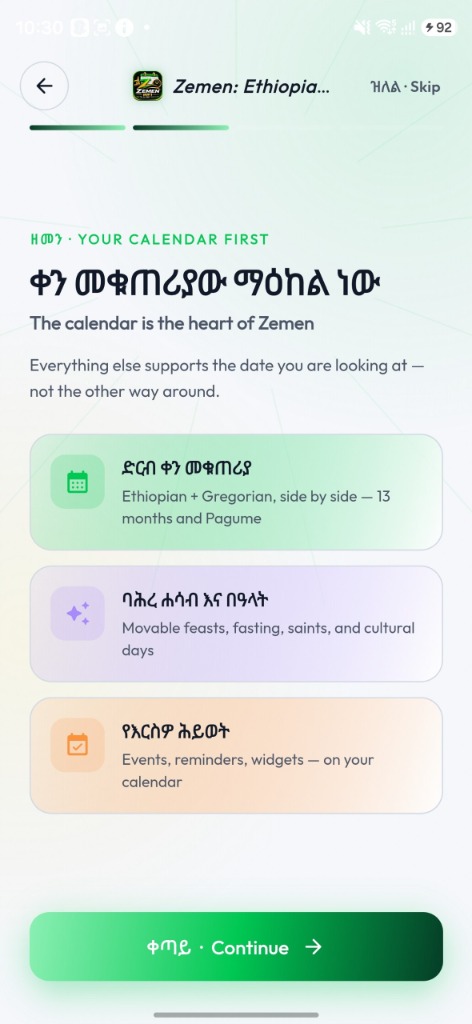 10:30
92
Zemen: Ethiopia...
ዝለል · Skip
ዘመን · YOUR CALENDAR FIRST
ቀን መቁጠሪያው ማዕከል ነው
The calendar is the heart of Zemen
Everything else supports the date you are looking at —
not the other way around.
ድርብ ቀን መቁጠሪያ
Ethiopian + Gregorian, side by side — 13
months and Pagume
ባሕረ ሐሳብ እና በዓላት
Movable feasts, fasting, saints, and cultural
days
የእርስዎ ሕይወት
Events, reminders, widgets — on your
calendar
ቀጣይ · Continue